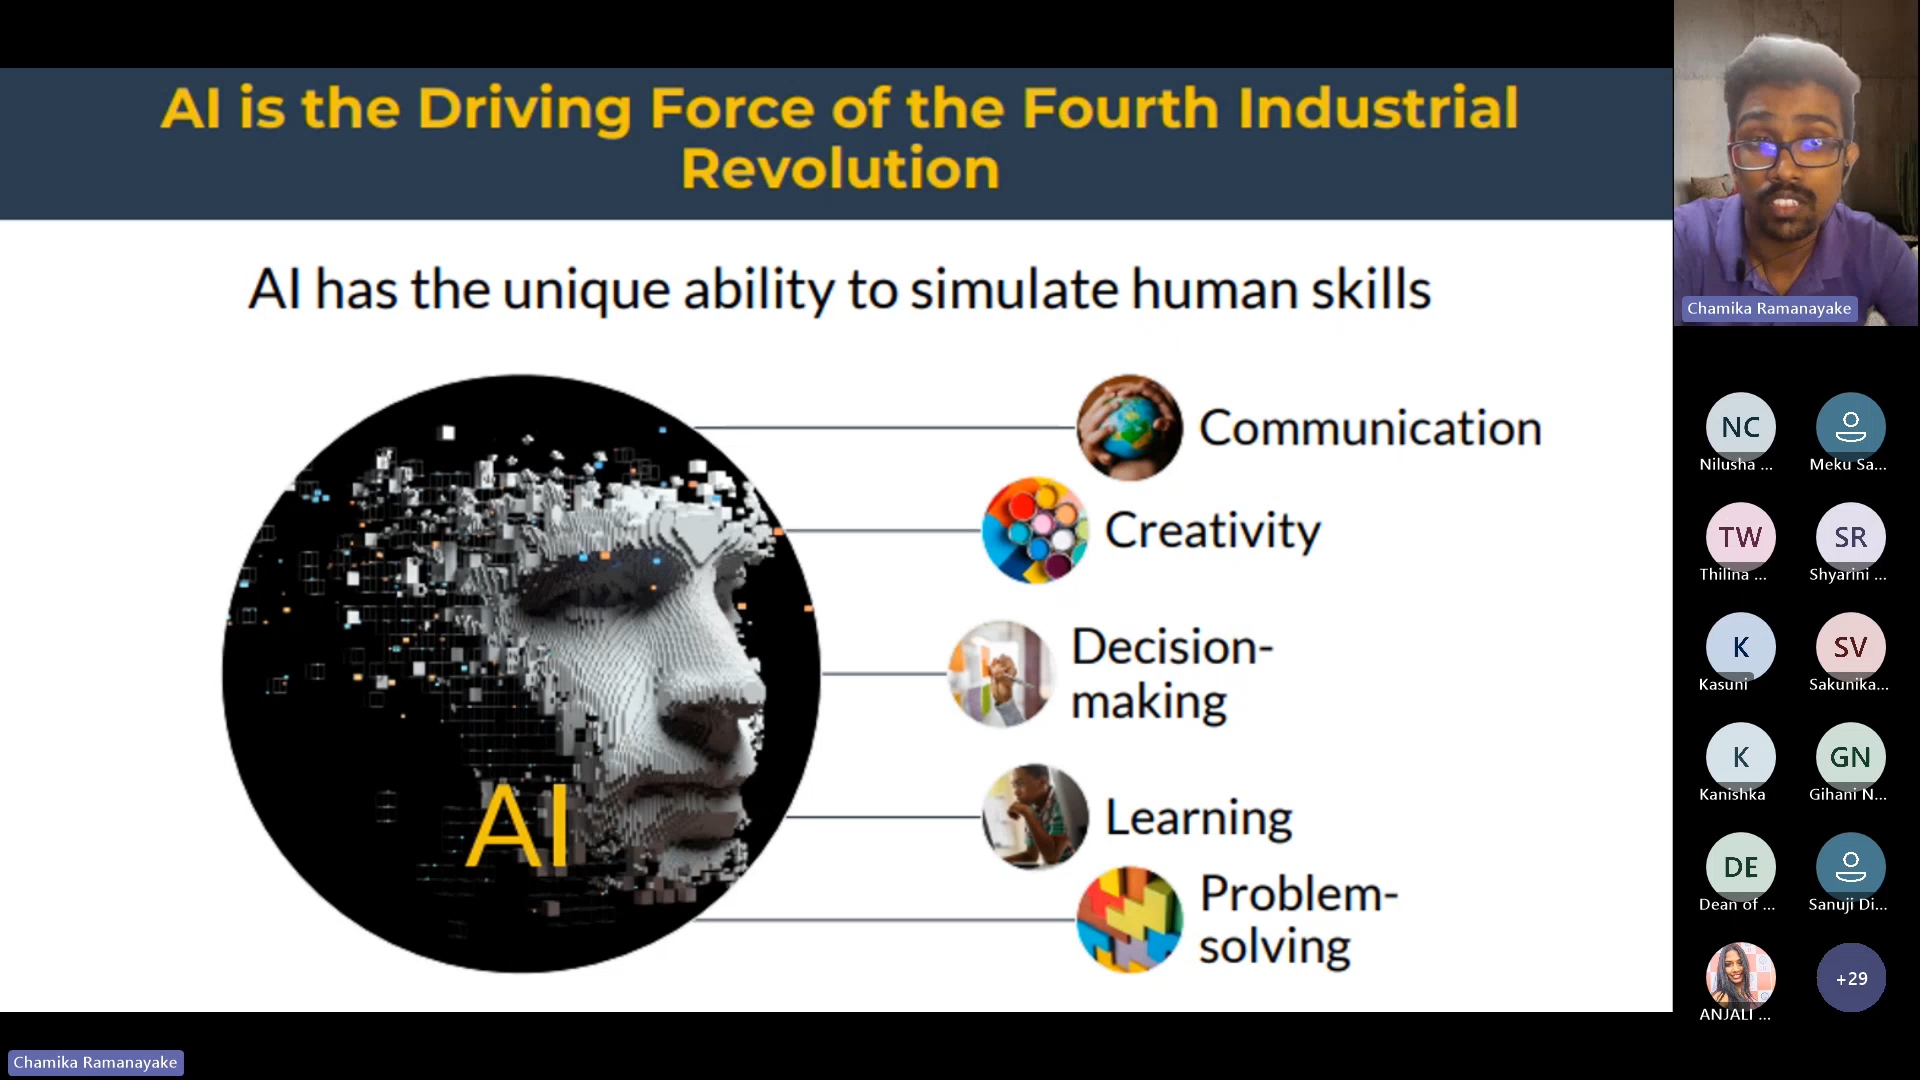 AI is the Driving Force of the Fourth Industrial
Revolution
AI has the unique ability to simulate human skills
Communication
Creativity
Decision-
making
Learning
Problem-
solving
AI
Chamika Ramanayake
NC
Nilusha ...
Meku Sa...
TW
Thilina ...
SR
Shyarini ...
K
Kasuni
SV
Sakunika...
K
Kanishka
GN
Gihani N...
DE
Dean of ...
Sanuji Di...
ANJALI ...
+29
Chamika Ramanayake